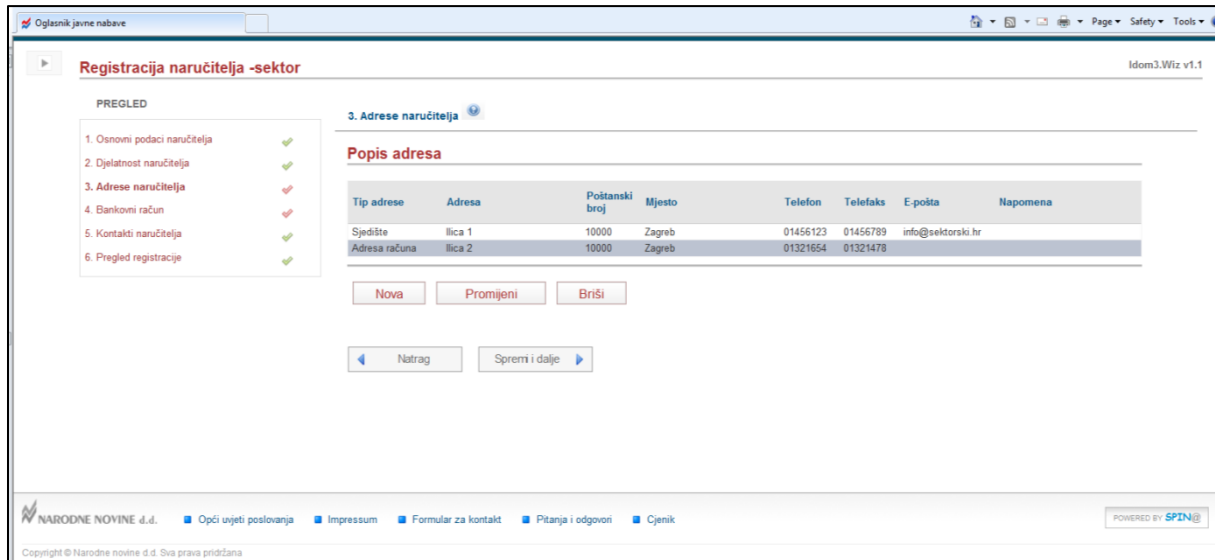 Oglasnik javne nabave
Page Safety Tools
Registracija naručitelja -sektor
Idom3.Wiz v1.1
PREGLED
1. Osnovni podaci naručitelja
2. Djelatnost naručitelja
3. Adrese naručitelja
4. Bankovni račun
5. Kontakti naručitelja
6. Pregled registracije
3. Adrese naručitelja
Popis adresa
Tip adrese Adresa Poštanski broj Mjesto Telefon Telefaks E-pošta Napomena
Sjedište Ilica 1 10000 Zagreb 01456123 01456789 info@sektorski.hr
Adresa računa Ilica 2 10000 Zagreb 01321654 01321478
Nova Promijeni Briši
Natrag Spremi i dalje
NARODNE NOVINE d.d. Opći uvjeti poslovanja Impressum Formular za kontakt Pitanja i odgovori Cjenik
POWERED BY SPIN@
Copyright © Narodne novine d.d. Sva prava pridržana